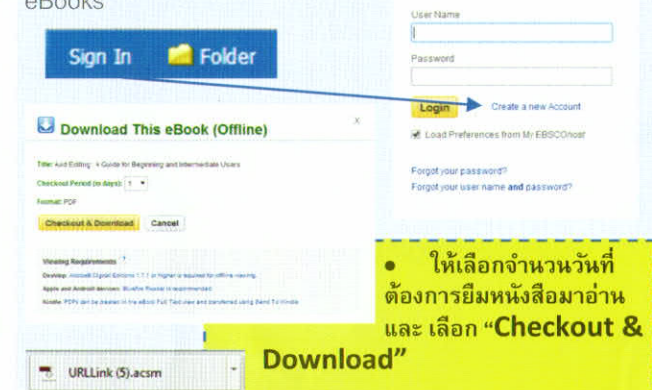 eBooks
Sign In Folder
User Name
Password
Login Create a new Account
Load Preferences from My EBSCOhost
Forgot your password?
Forgot your user name and password?
Download This eBook (Offline) x
Title: Avid Editing : A Guide for Beginning and Intermediate Users
Checkout Period (in days): 1
Format: PDF
Checkout & Download Cancel
Viewing Requirements
Desktop: Adobe® Digital Editions 1.7.1 or higher is required for offline viewing.
Apple and Android devices: Bluefire Reader is recommended.
Kindle: PDFs can be created in the eBook Full Text view and transferred using Send To Kindle
• ให้เลือกจำนวนวันที่
ต้องการยืมหนังสือมาอ่าน
และ เลือก “Checkout &
Download”
URLLink (5).acsm